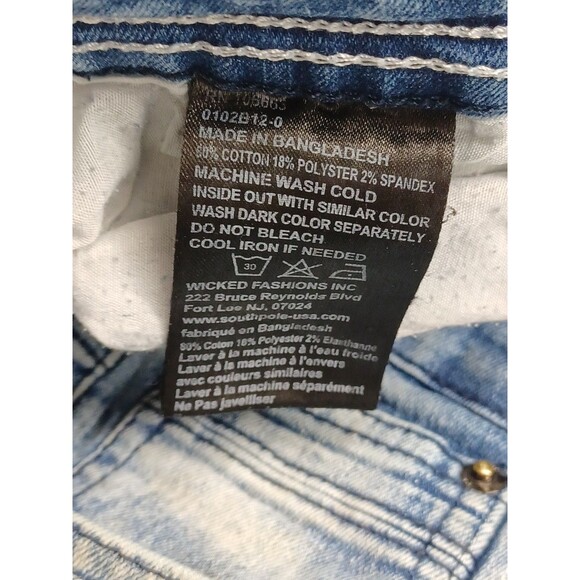 0102B12-0
MADE IN BANGLADESH
80% COTTON 18% POLYSTER 2% SPANDEX
MACHINE WASH COLD
INSIDE OUT WITH SIMILAR COLOR
WASH DARK COLOR SEPARATELY
DO NOT BLEACH
COOL IRON IF NEEDED
30
WICKED FASHIONS INC
222 Bruce Reynolds Blvd
Fort Lee NJ, 07024
www.southpole-usa.com
fabriqué en Bangladesh
80% Coton 18% Polyester 2% Elasthanne
Laver à la machine à l'eau froide
Laver à la machine à l'envers
avec couleurs similaires
Laver à la machine séparément
Ne Pas javelliser